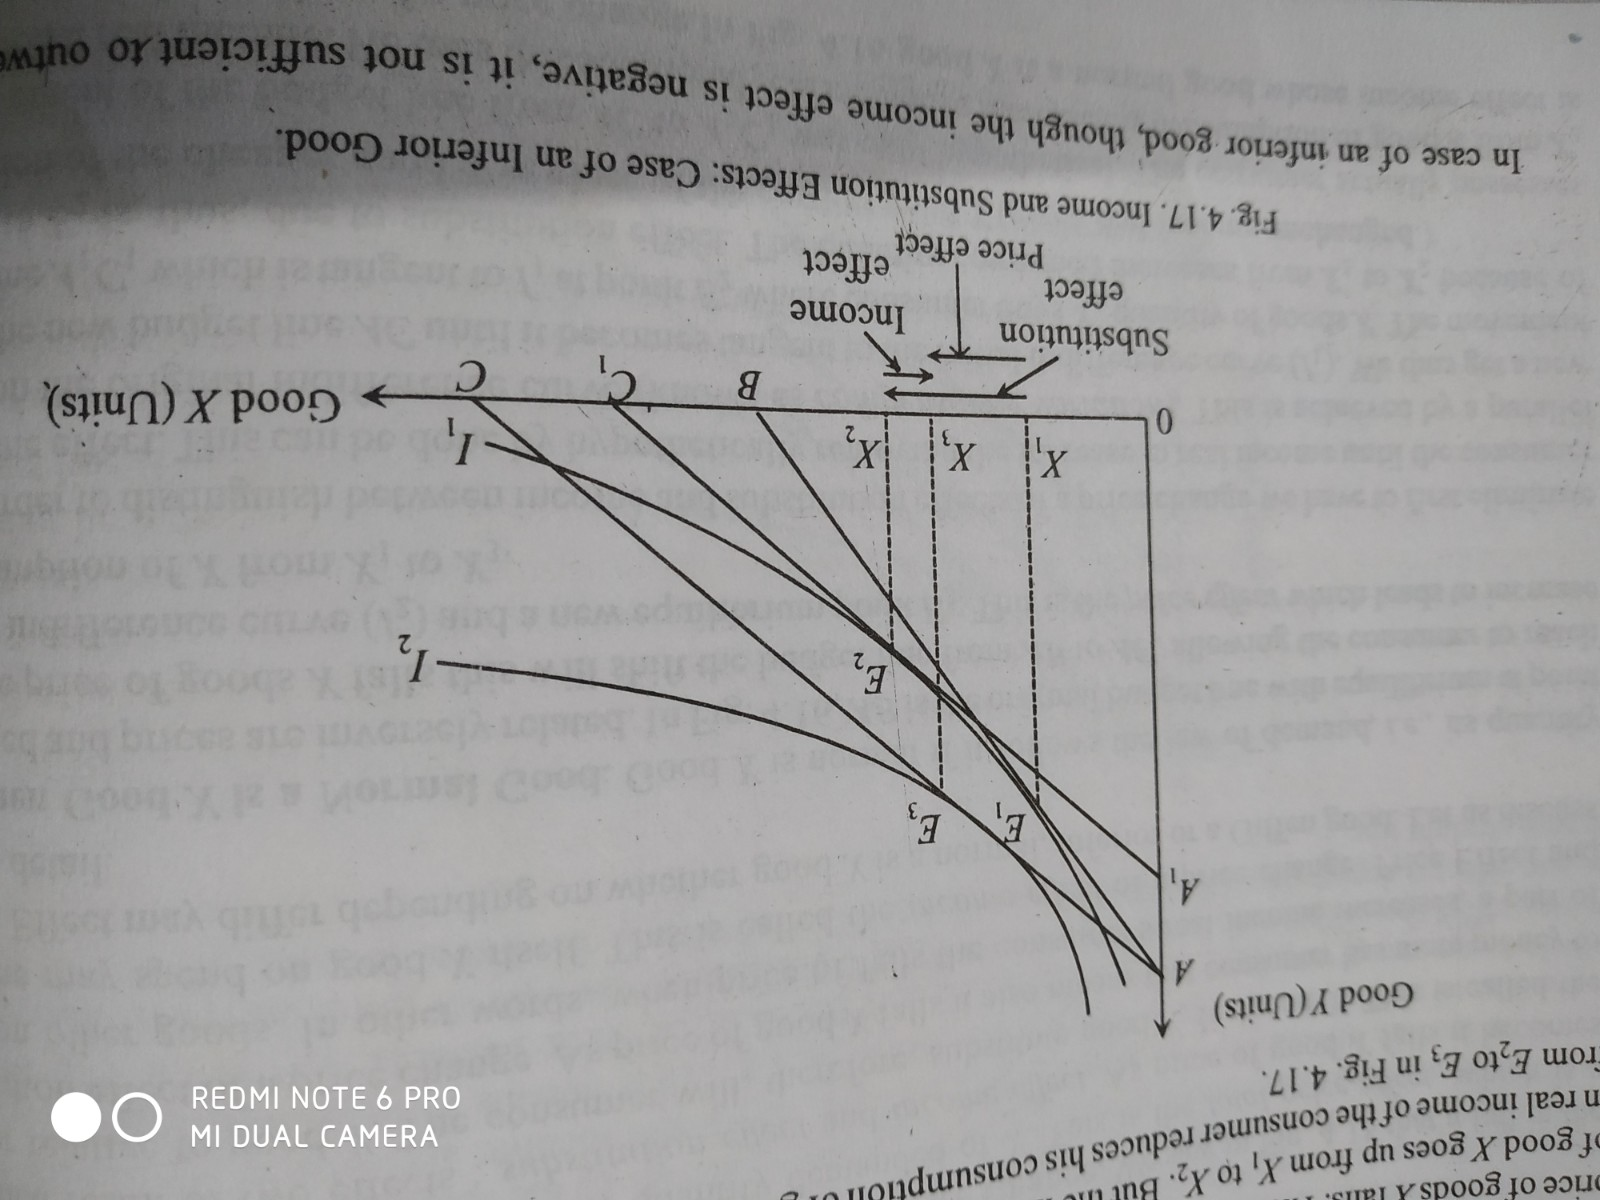 price of goods X falls.
of good X goes up from X₁ to X₂. But the
n real income of the consumer reduces his consumption
from E₂ to E₃ in Fig. 4.17.
Good Y (Units)
A
A₁
E₁
E₃
E₂
I₂
I₁
X₁
X₃
X₂
0
B
C₁
C
Good X (Units)
Substitution
effect
Income
effect
Price effect
Fig. 4.17. Income and Substitution Effects: Case of an Inferior Good.
In case of an inferior good, though the income effect is negative, it is not sufficient to outwe
REDMI NOTE 6 PRO
MI DUAL CAMERA